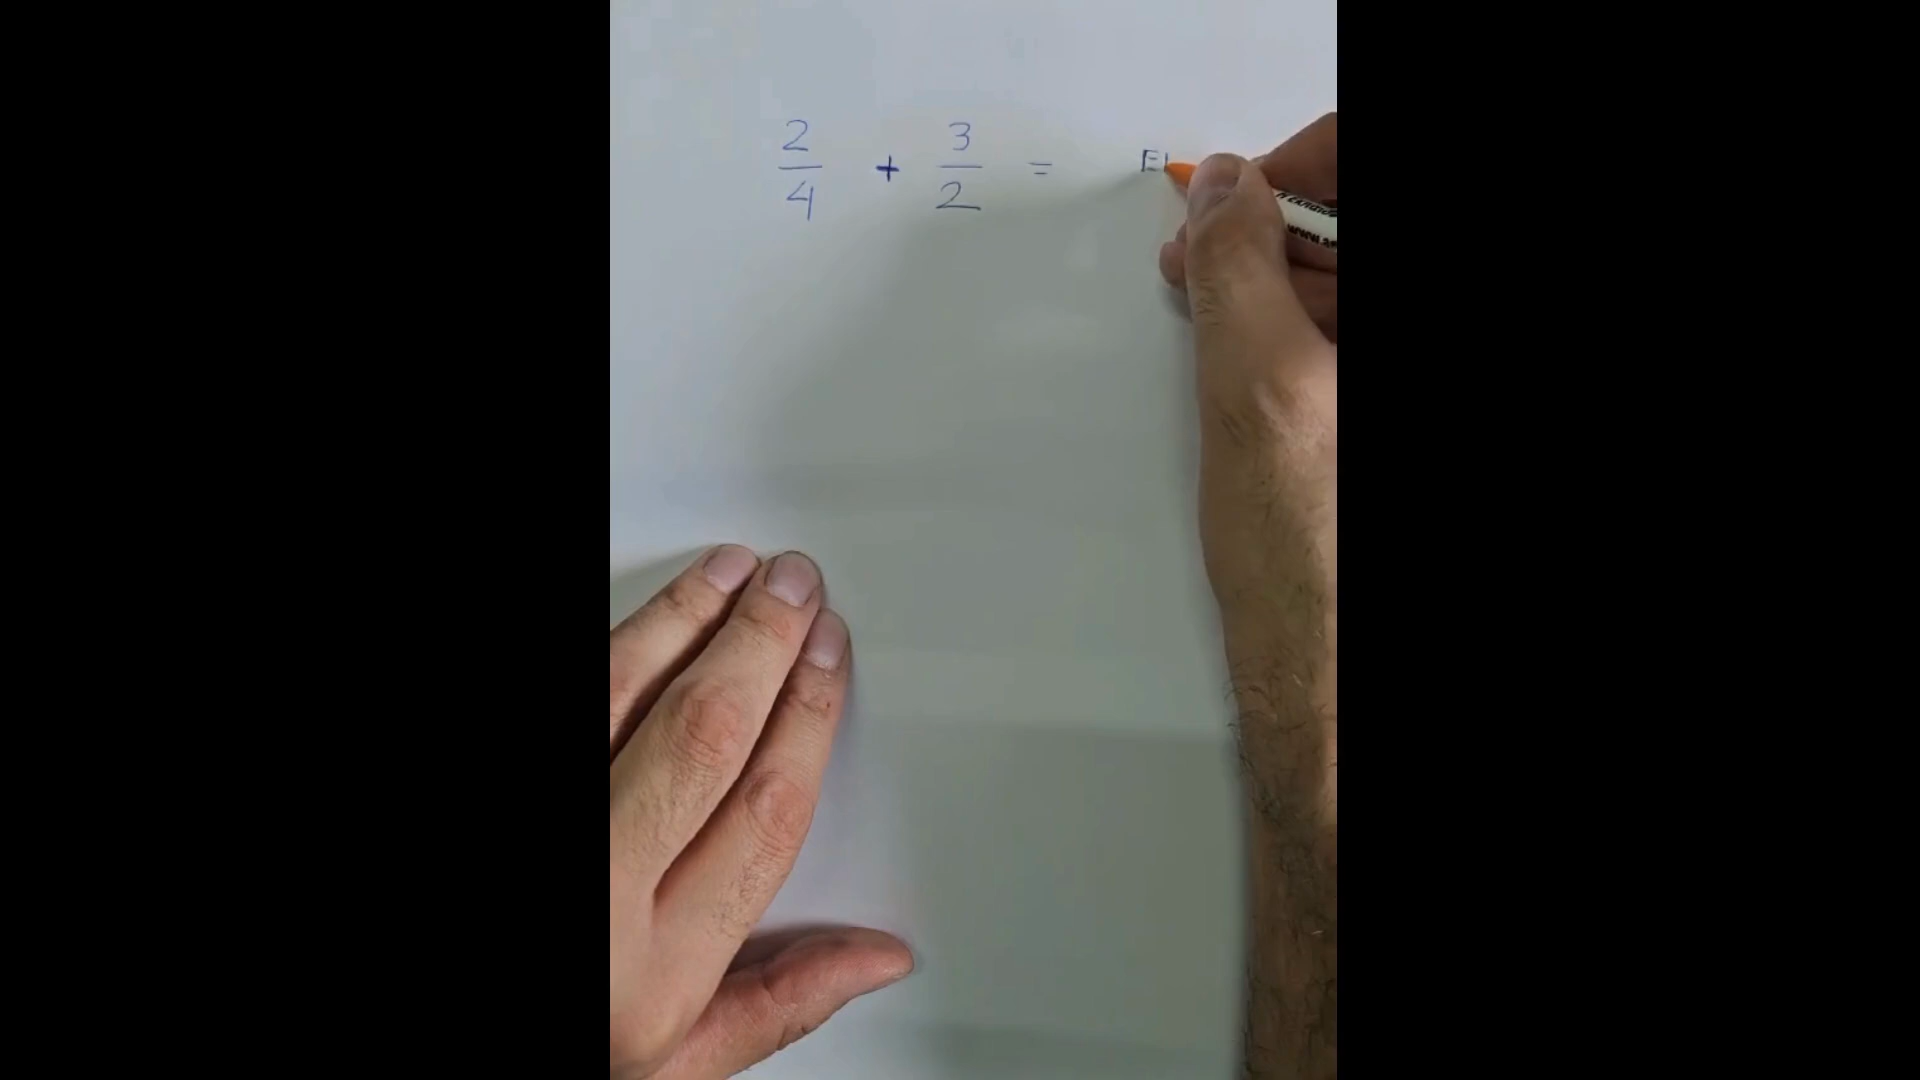 2/4 + 3/2 =